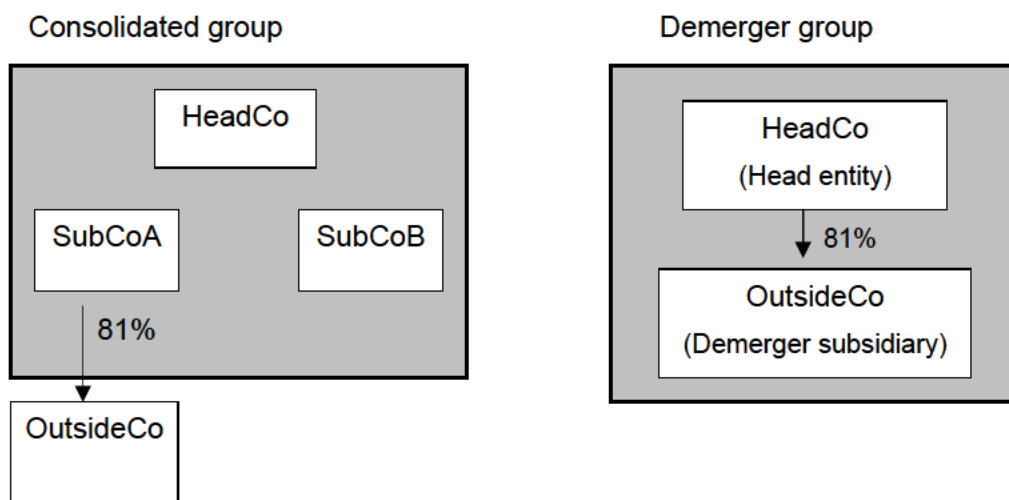 Consolidated group
HeadCo
SubCoA
SubCoB
81%
OutsideCo
Demerger group
HeadCo
(Head entity)
81%
OutsideCo
(Demerger subsidiary)